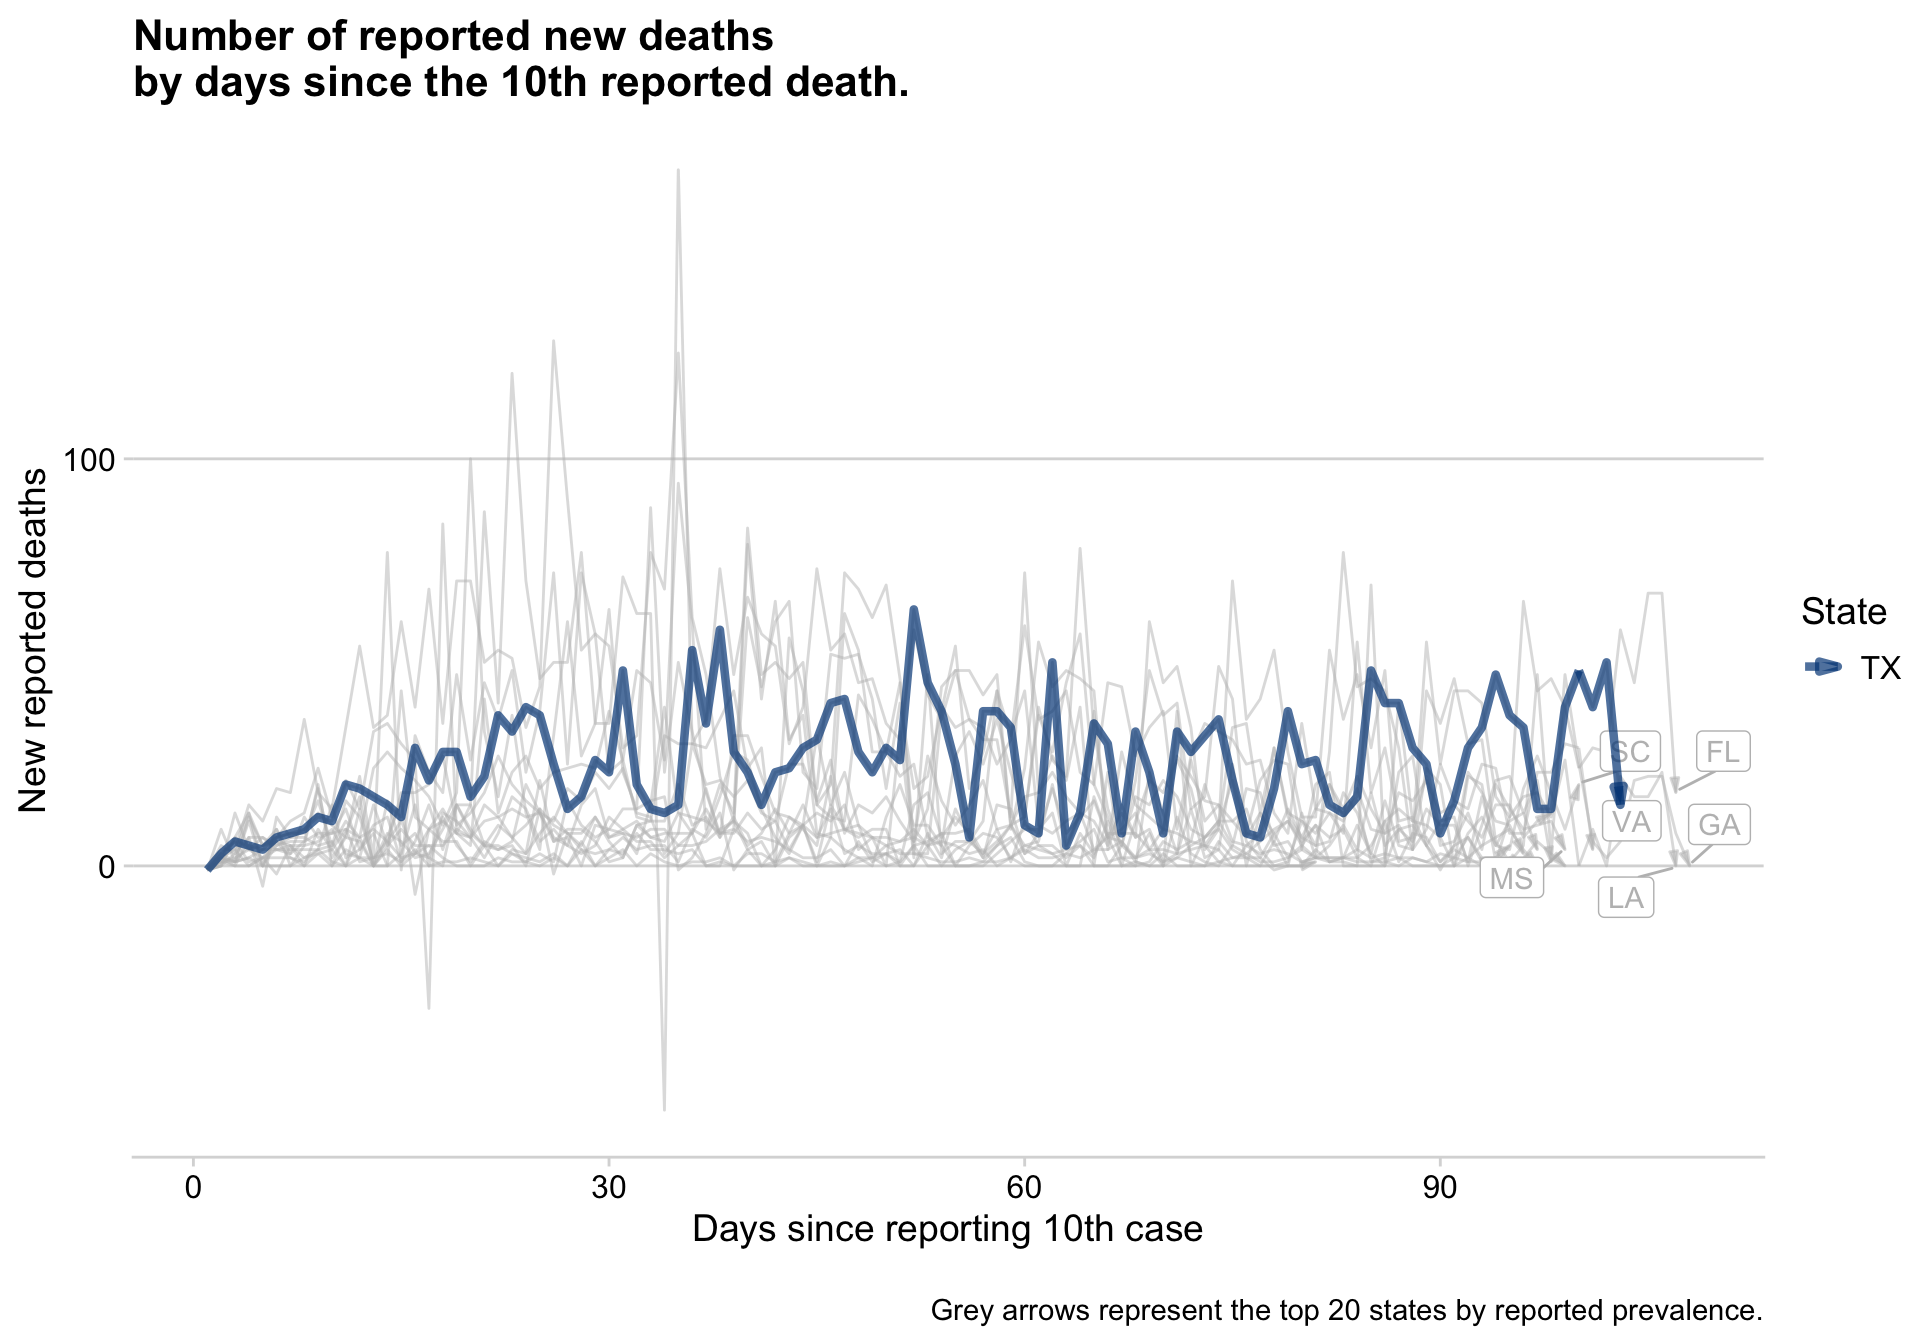 Number of reported new deaths
by days since the 10th reported death.
New reported deaths
100
0
SC
FL
VA
GA
MS
LA
State
TX
0
30
60
90
Days since reporting 10th case
Grey arrows represent the top 20 states by reported prevalence.